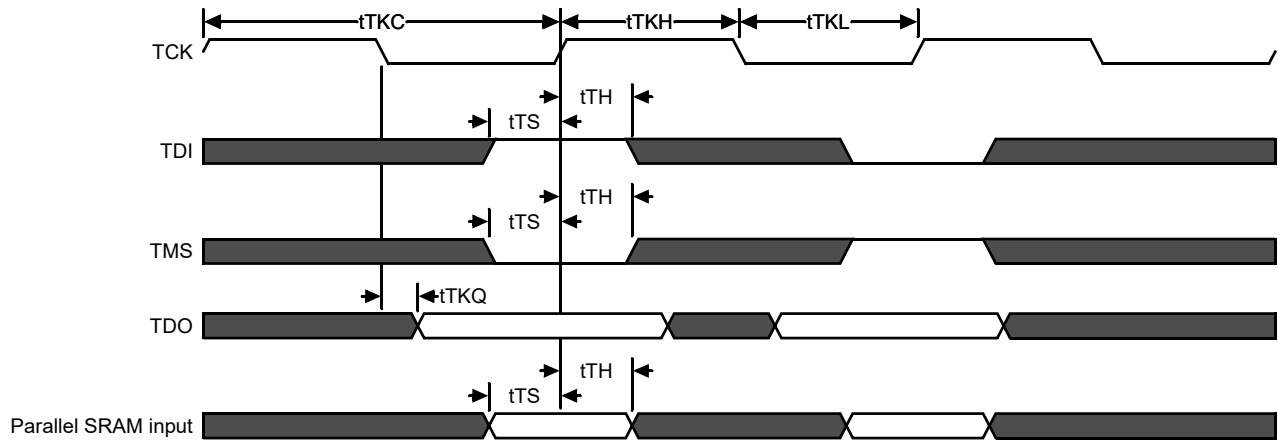 tTKC tTKH tTKL
TCK
tTH
tTS
TDI
tTH
tTS
TMS
tTKQ
TDO
tTH
tTS
Parallel SRAM input